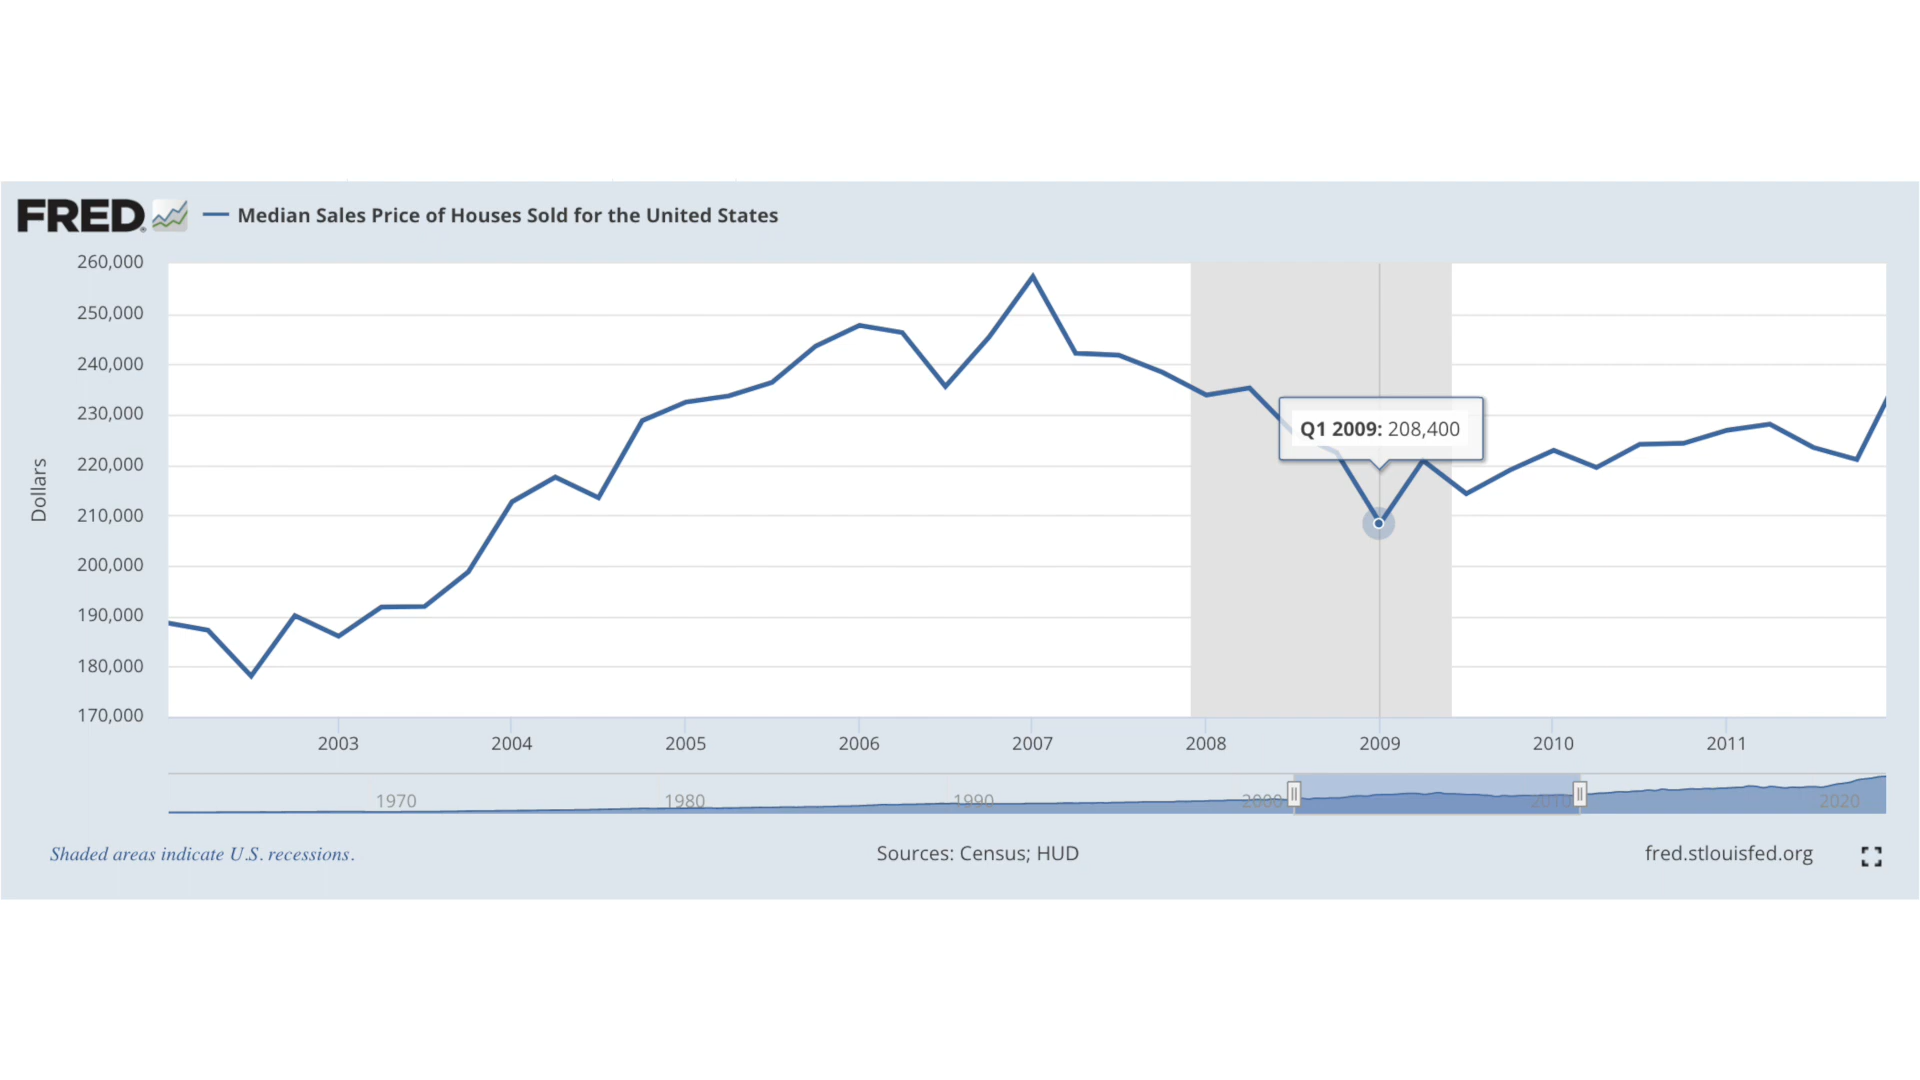 FRED® Median Sales Price of Houses Sold for the United States
260,000
250,000
240,000
230,000
220,000
210,000
200,000
190,000
180,000
170,000
Dollars
Q1 2009: 208,400
2003 2004 2005 2006 2007 2008 2009 2010 2011
1970 1980 1990 2000 2010 2020
Shaded areas indicate U.S. recessions. Sources: Census; HUD fred.stlouisfed.org